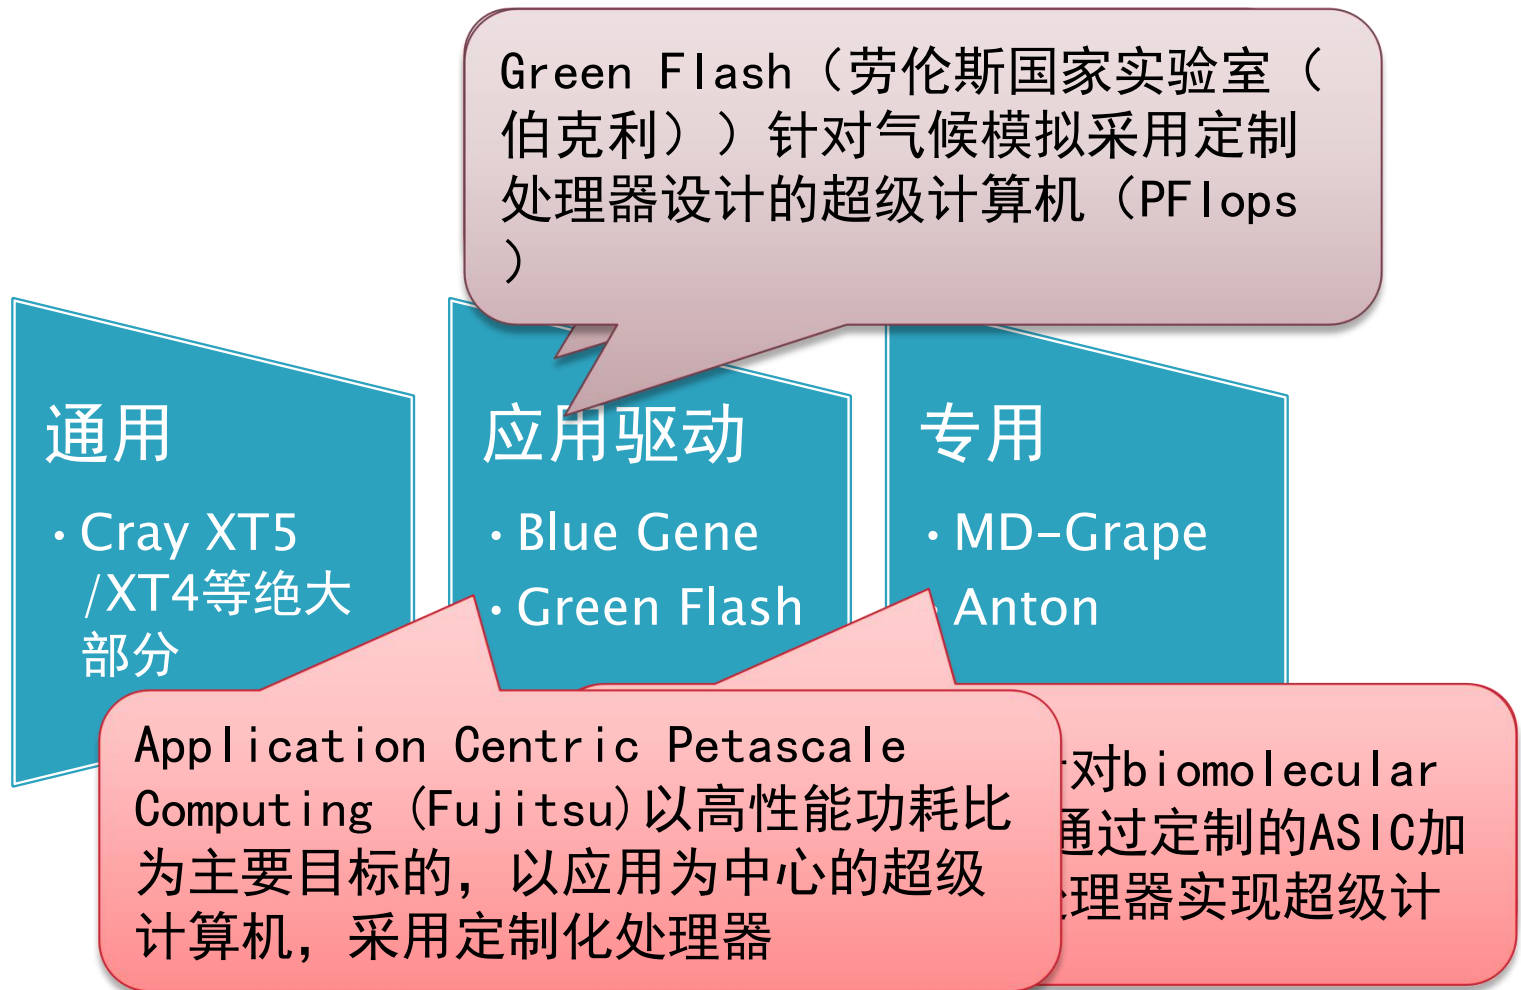 Green Flash（劳伦斯国家实验室（
伯克利））针对气候模拟采用定制
处理器设计的超级计算机（PFlops
）
通用
• Cray XT5
/XT4等绝大
部分
应用驱动
• Blue Gene
• Green Flash
专用
• MD-Grape
• Anton
Application Centric Petascale
Computing (Fujitsu)以高性能功耗比
为主要目标的，以应用为中心的超级
计算机，采用定制化处理器
对biomolecular
通过定制的ASIC加
理器实现超级计